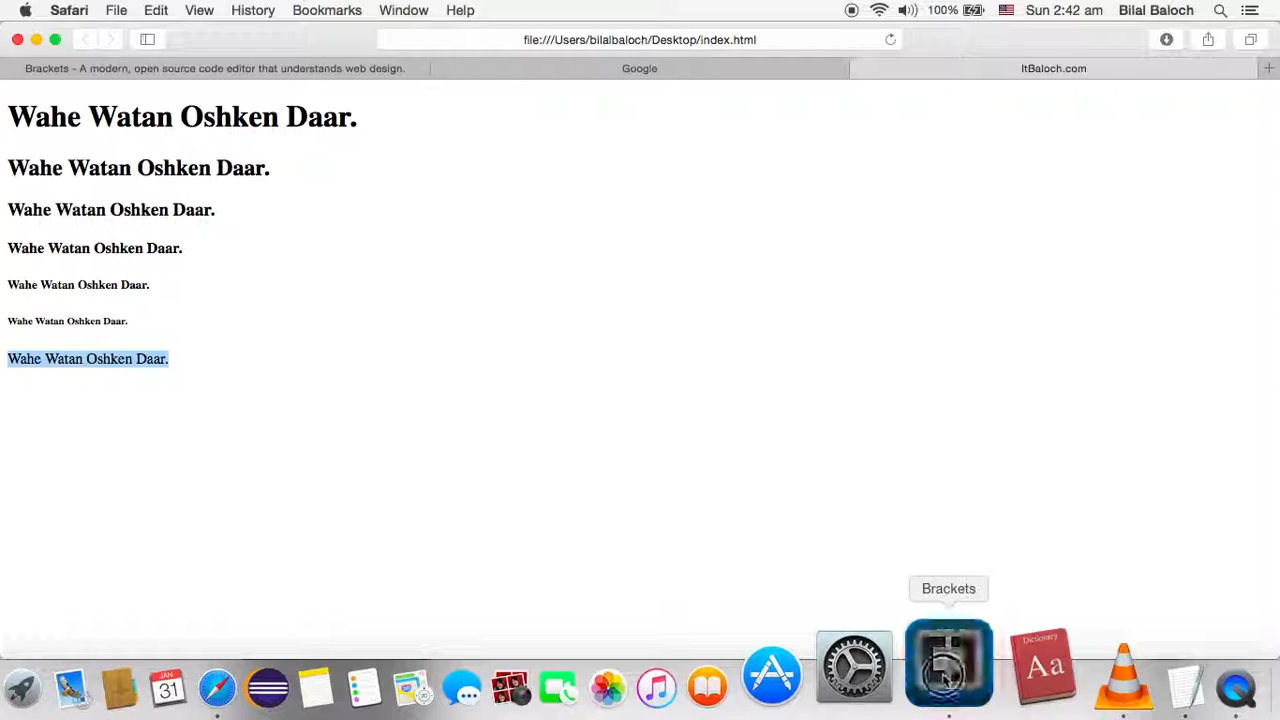 Safari File Edit View History Bookmarks Window Help 100% Sun 2:42 am Bilal Baloch
file:///Users/bilalbaloch/Desktop/index.html
Brackets - A modern, open source code editor that understands web design. Google ItBaloch.com
Wahe Watan Oshken Daar.
Wahe Watan Oshken Daar.
Wahe Watan Oshken Daar.
Wahe Watan Oshken Daar.
Wahe Watan Oshken Daar.
Wahe Watan Oshken Daar.
Wahe Watan Oshken Daar.
Brackets
Dictionary
Aa
JAN
31